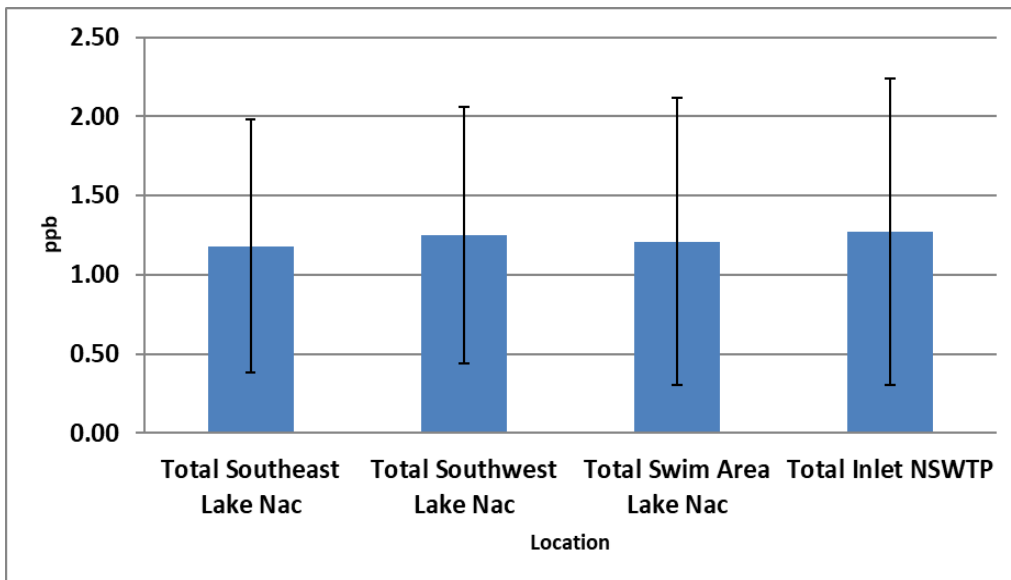 2.50
2.00
1.50
1.00
0.50
0.00
ppb
Total Southeast
Lake Nac
Total Southwest
Lake Nac
Total Swim Area
Lake Nac
Total Inlet NSWTP
Location